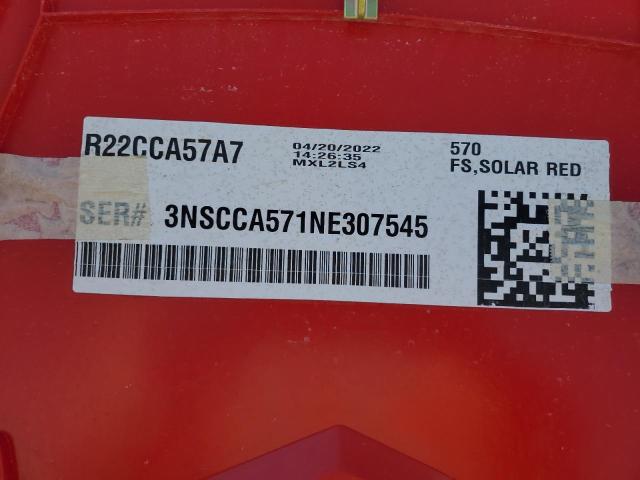 R22CCA57A7
04/20/2022
14:26:35
MXL2LS4
570
FS,SOLAR RED
SER# 3NSCCA571NE307545